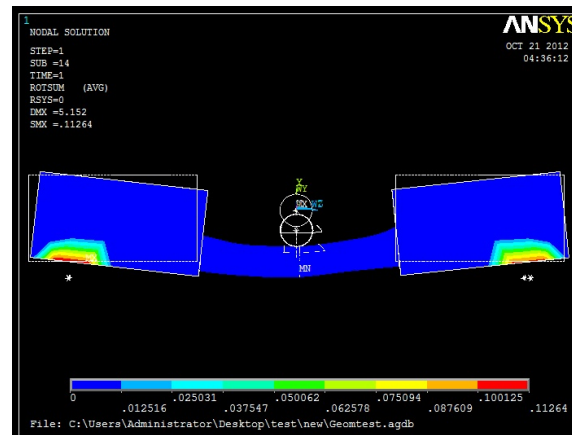 1
NODAL SOLUTION
ANSYS
STEP=1
SUB =14
TIME=1
ROTSUM (AVG)
RSYS=0
DMX =5.152
SMX =.11264
OCT 21 2012
04:36:12
Y
MN
0 .025031 .050062 .075094 .100125
.012516 .037547 .062578 .087609 .11264
File: C:\Users\Administrator\Desktop\test\new\Geomtest.agdb